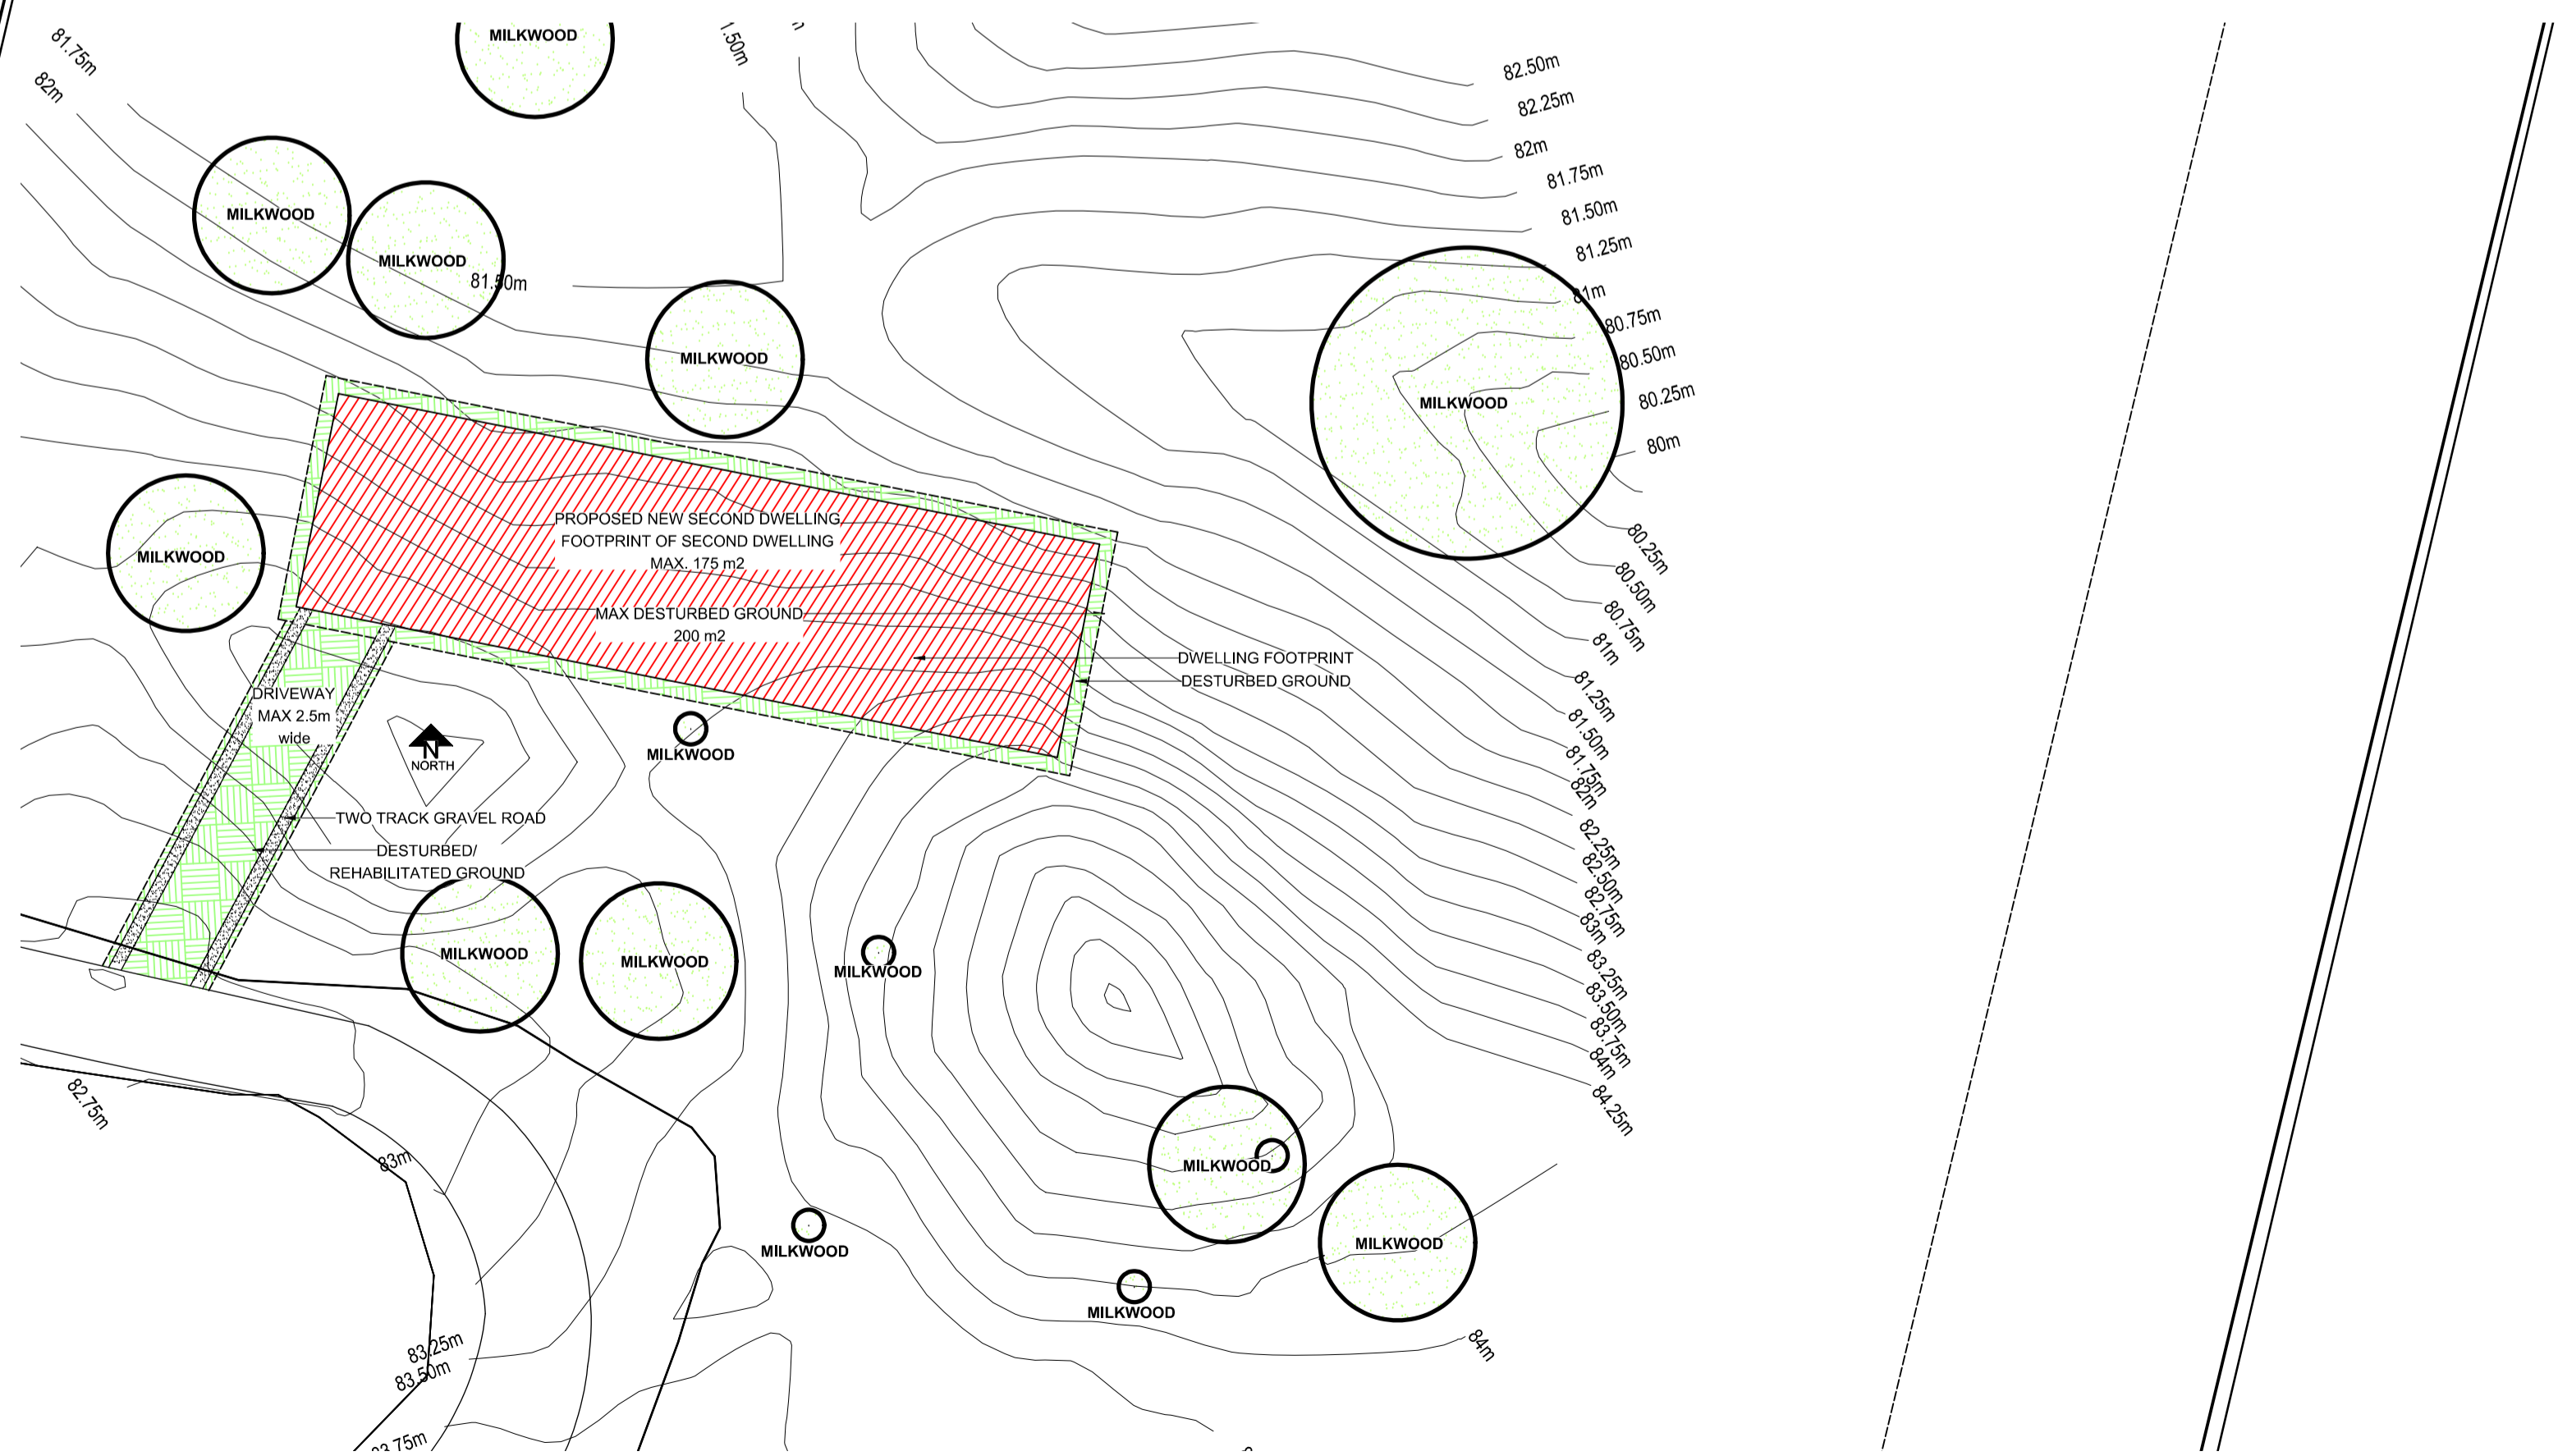 MILKWOOD
81.75m
82m
1.50m
82.50m
82.25m
82m
81.75m
81.50m
81.25m
81m
80.75m
80.50m
80.25m
80m
MILKWOOD
MILKWOOD
81.50m
MILKWOOD
MILKWOOD
MILKWOOD
PROPOSED NEW SECOND DWELLING
FOOTPRINT OF SECOND DWELLING
MAX. 175 m2
MAX DESTURBED GROUND
200 m2
DWELLING FOOTPRINT
DESTURBED GROUND
DRIVEWAY
MAX 2.5m
wide
N
NORTH
MILKWOOD
TWO TRACK GRAVEL ROAD
DESTURBED/
REHABILITATED GROUND
80.25m
80.50m
80.75m
81m
81.25m
81.50m
81.75m
82m
82.25m
82.50m
82.75m
83m
83.25m
83.50m
83.75m
84m
84.25m
MILKWOOD
MILKWOOD
MILKWOOD
82.75m
83m
MILKWOOD
MILKWOOD
MILKWOOD
MILKWOOD
83.25m
83.50m
84m
3.75m